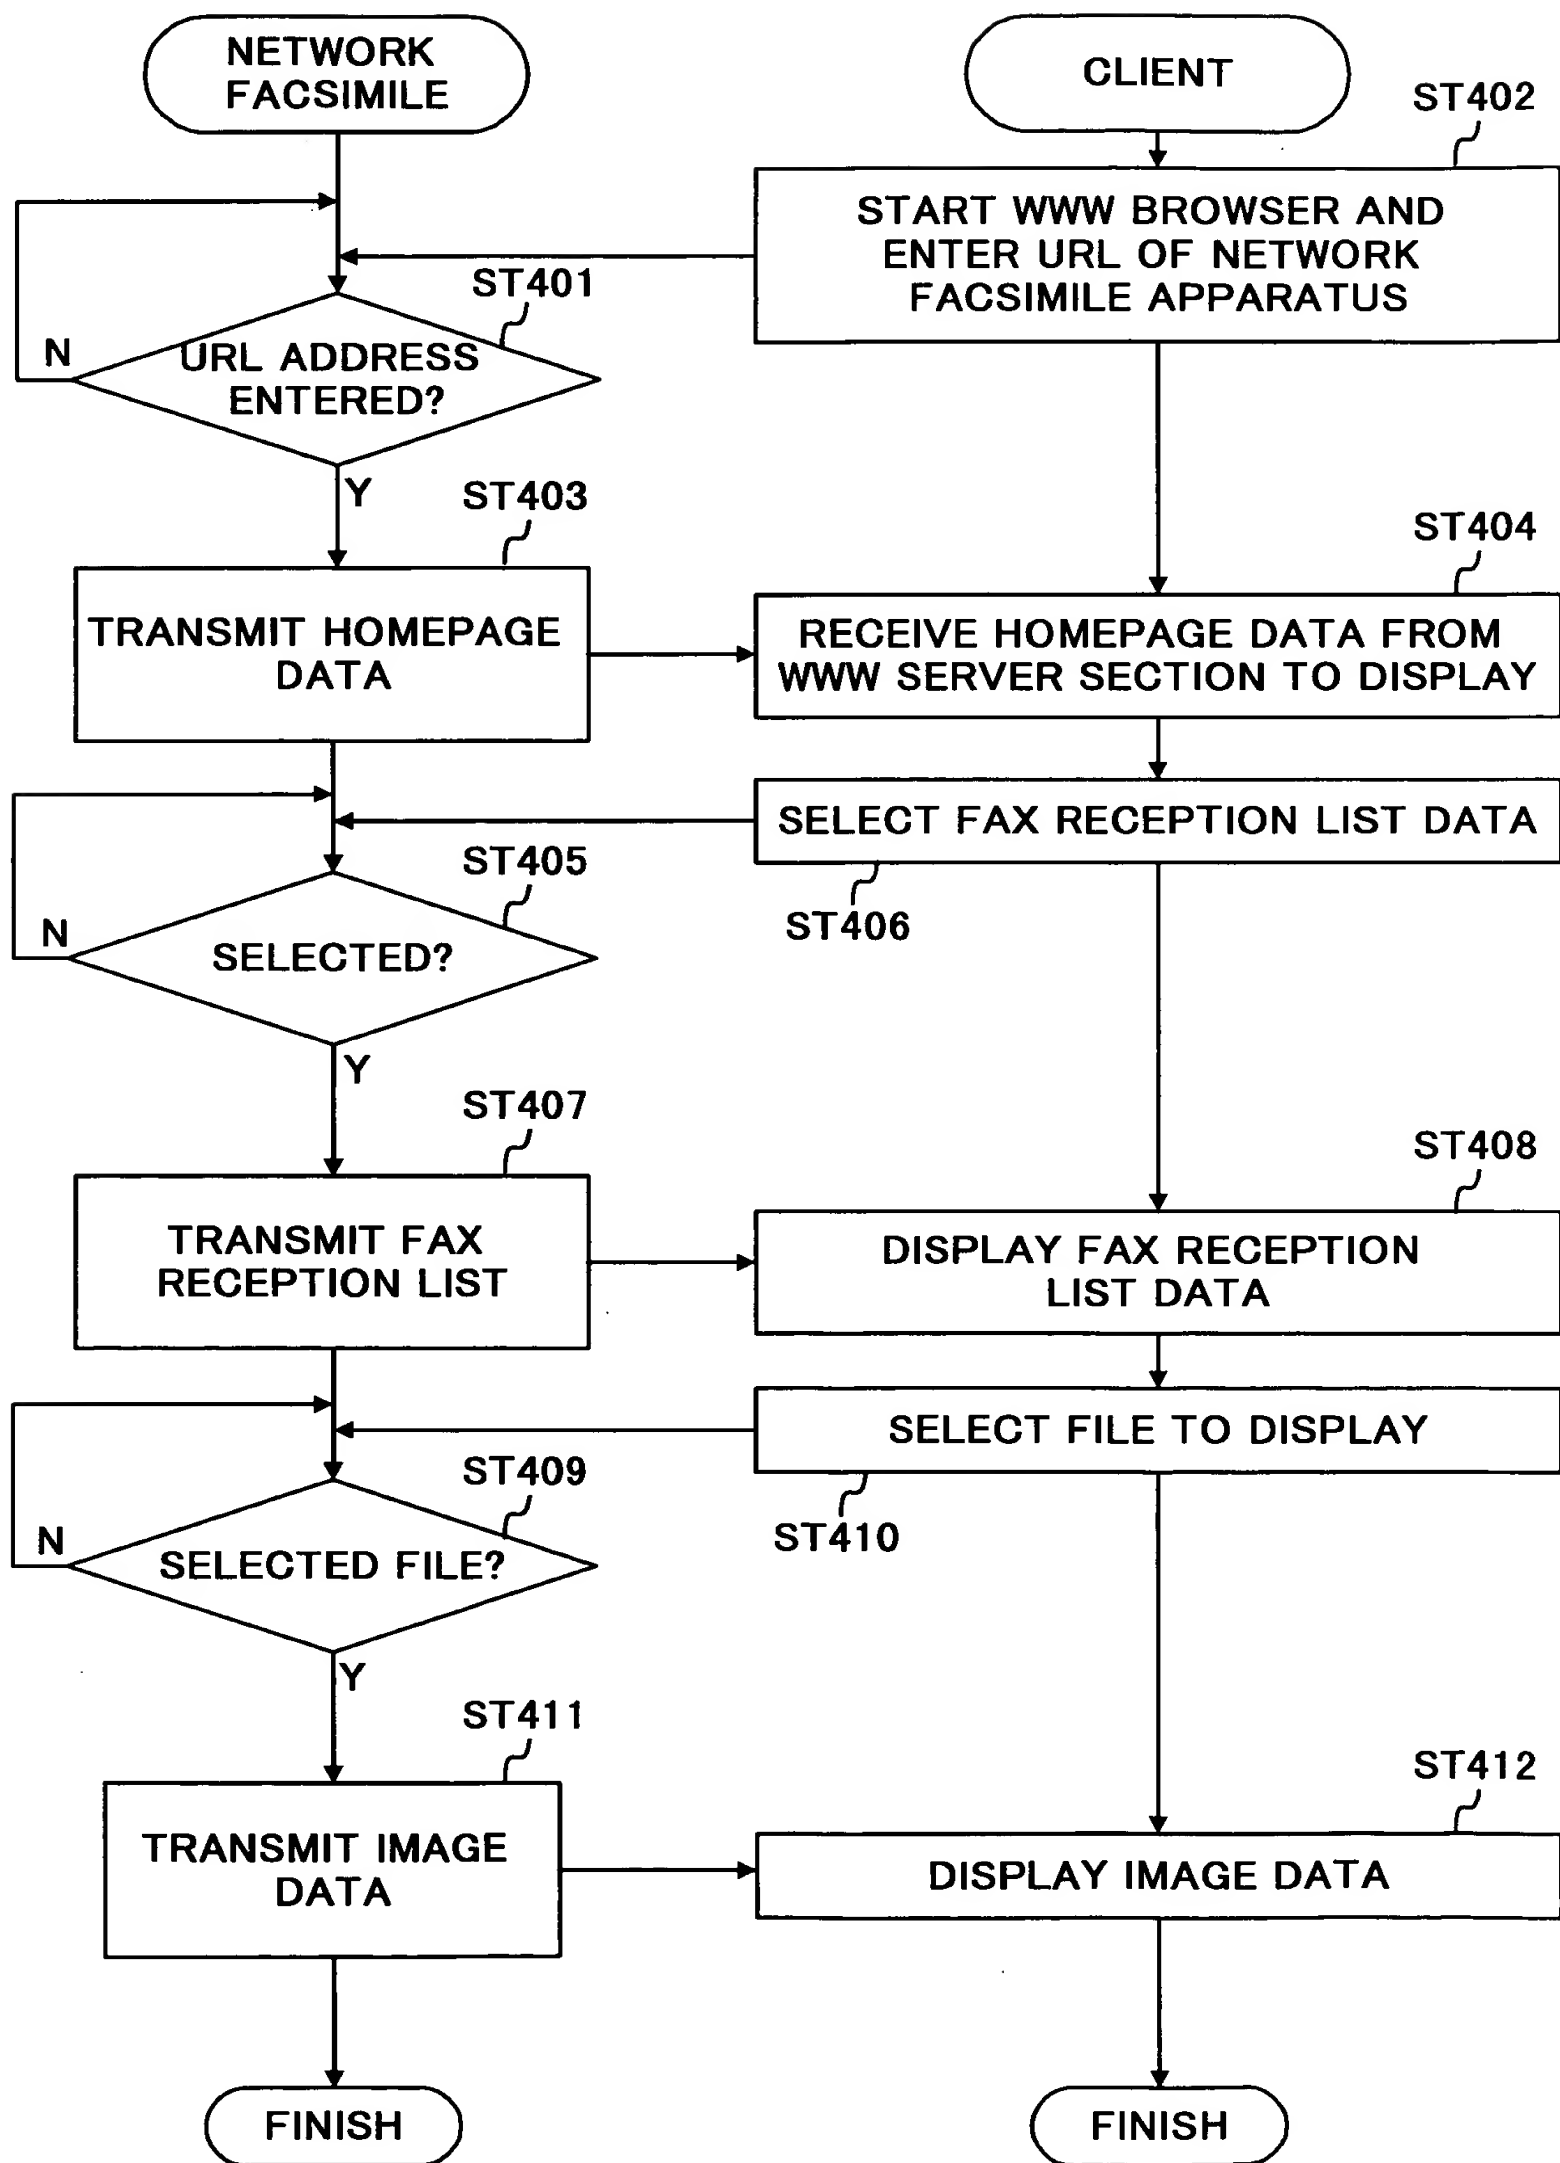 NETWORK
FACSIMILE
CLIENT
ST402
START WWW BROWSER AND
ENTER URL OF NETWORK
FACSIMILE APPARATUS
ST401
N
URL ADDRESS
ENTERED?
Y
ST403
TRANSMIT HOMEPAGE
DATA
ST404
RECEIVE HOMEPAGE DATA FROM
WWW SERVER SECTION TO DISPLAY
SELECT FAX RECEPTION LIST DATA
ST406
ST405
N
SELECTED?
Y
ST407
TRANSMIT FAX
RECEPTION LIST
ST408
DISPLAY FAX RECEPTION
LIST DATA
SELECT FILE TO DISPLAY
ST410
ST409
N
SELECTED FILE?
Y
ST411
TRANSMIT IMAGE
DATA
ST412
DISPLAY IMAGE DATA
FINISH
FINISH